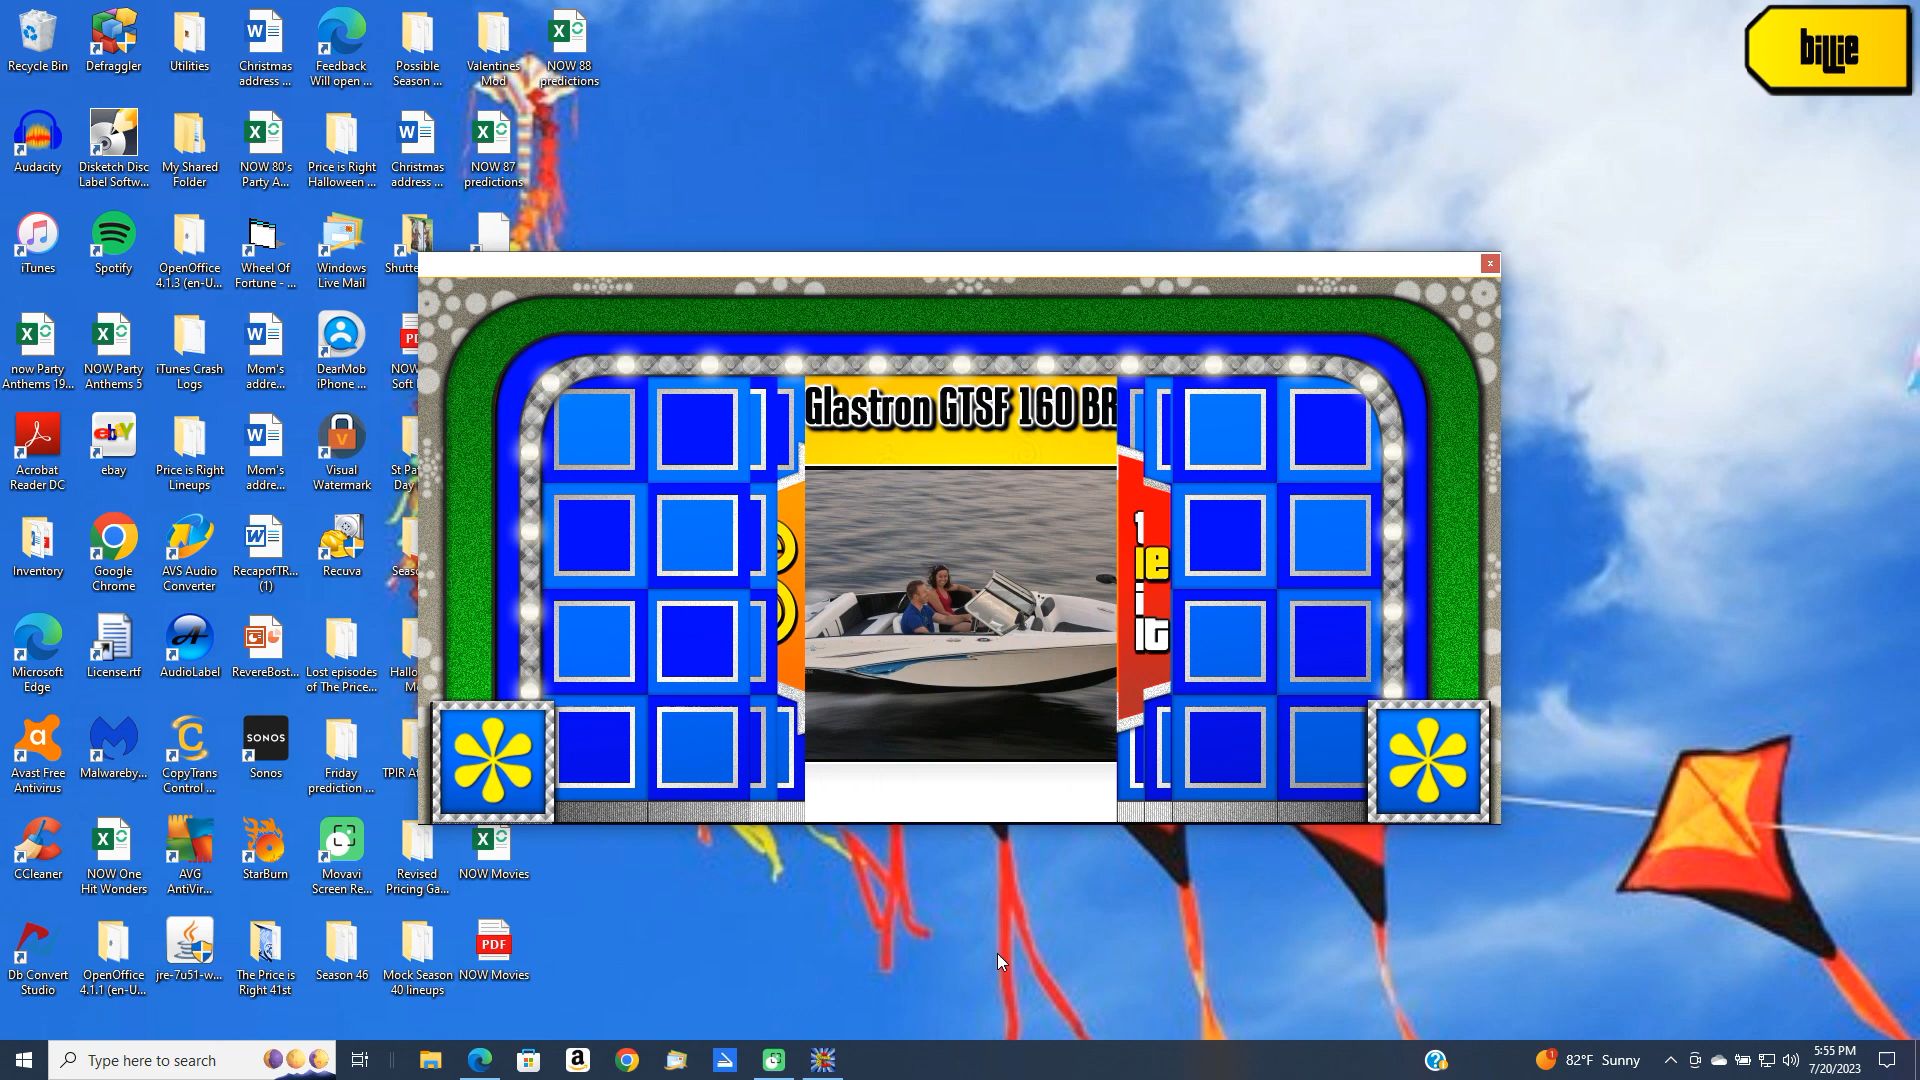 Recycle Bin
Defraggler
Utilities
Christmas
address ...
Feedback
Will open ...
Possible
Season ...
Valentines
Mod
NOW 88
predictions
billie
Audacity
Disketch Disc
Label Softw...
My Shared
Folder
NOW 80's
Party A...
Price is Right
Halloween ...
Christmas
address ...
NOW 87
predictions
iTunes
Spotify
OpenOffice
4.1.3 (en-U...
Wheel Of
Fortune - ...
Windows
Live Mail
Shutte
x
now Party
Anthems 19...
NOW Party
Anthems 5
iTunes Crash
Logs
Mom's
addre...
DearMob
iPhone ...
NOW
Soft
Glastron GTSF 160 BR
Acrobat
Reader DC
ebay
Price is Right
Lineups
Mom's
addre...
Visual
Watermark
St Pa
Day
Inventory
Google
Chrome
AVS Audio
Converter
RecapofTR...
(1)
Recuva
Seas
1
le
i
it
Microsoft
Edge
License.rtf
AudioLabel
RevereBost...
Lost episodes
of The Price...
Hallo
M
Avast Free
Antivirus
Malwareby...
CopyTrans
Control ...
SONOS
Sonos
Friday
prediction ...
TPIR At
CCleaner
NOW One
Hit Wonders
AVG
AntiVir...
StarBurn
Movavi
Screen Re...
Revised
Pricing Ga...
NOW Movies
Db Convert
Studio
OpenOffice
4.1.1 (en-U...
jre-7u51-w...
The Price is
Right 41st
Season 46
Mock Season
40 lineups
PDF
NOW Movies
Type here to search
82°F Sunny
5:55 PM
7/20/2023